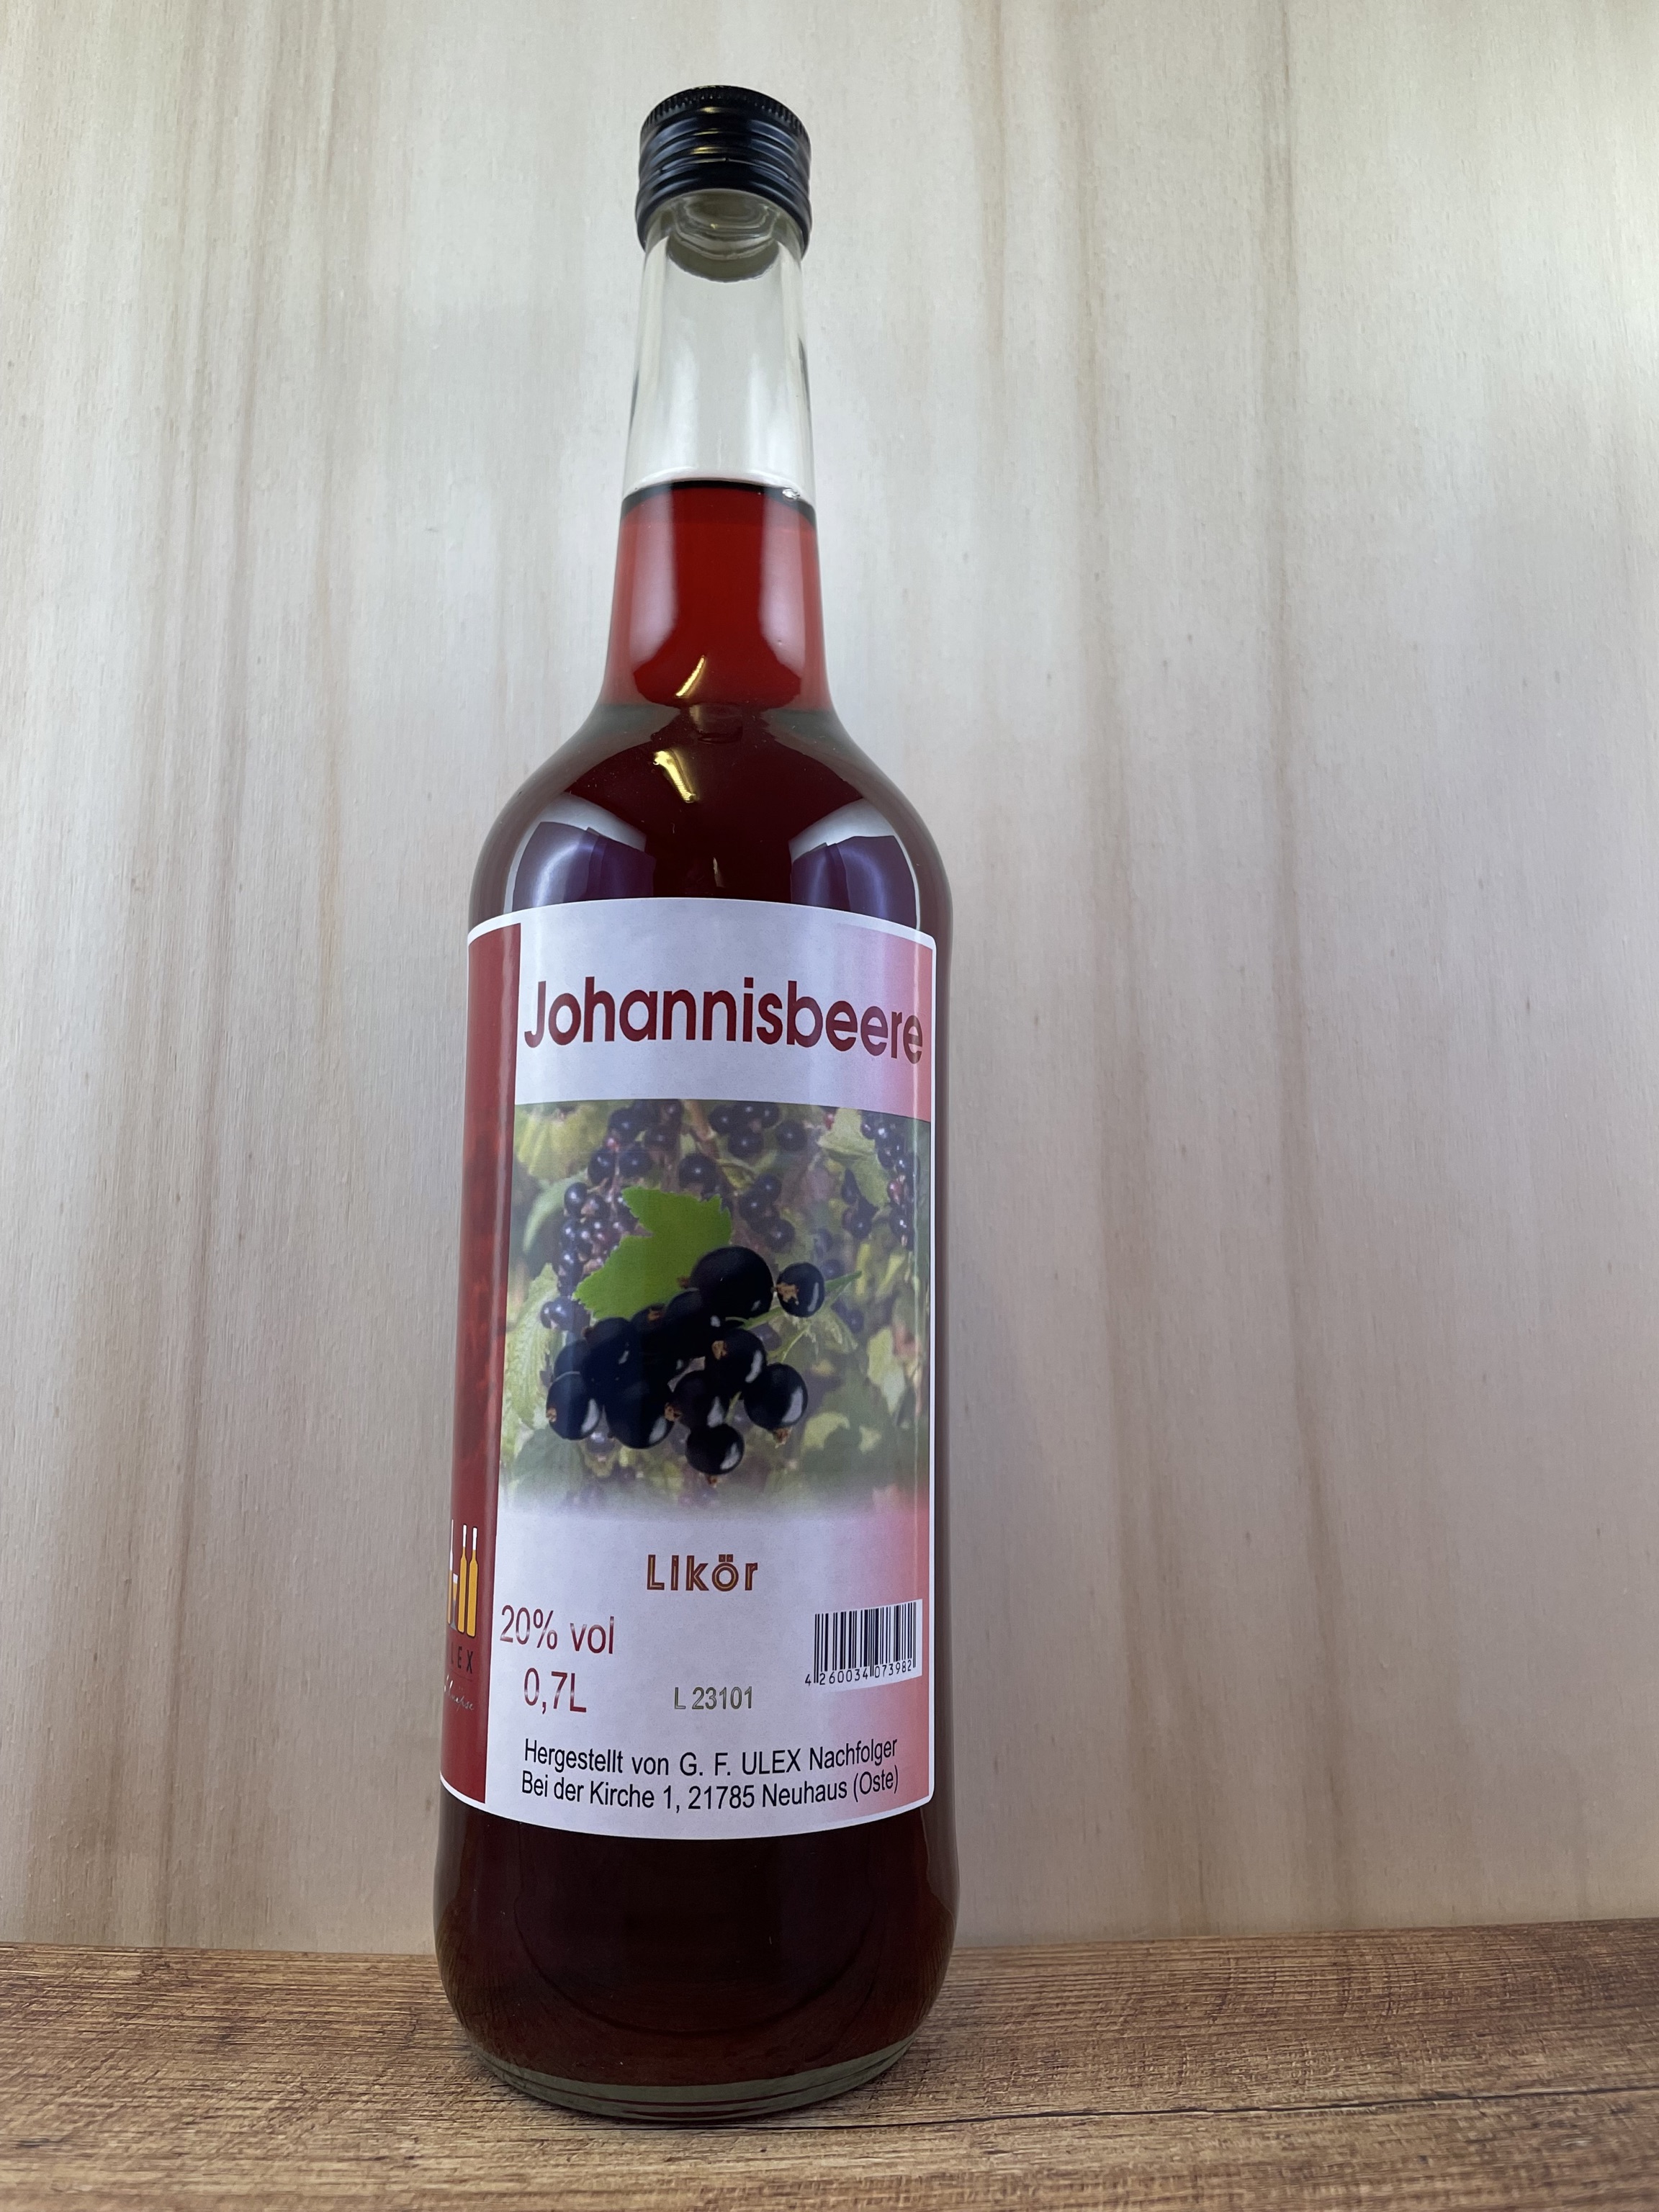 Johannisbeere
Likör
20% vol
0,7L
L 23101
4 260034 073982
Hergestellt von G. F. ULEX Nachfolger
Bei der Kirche 1, 21785 Neuhaus (Oste)